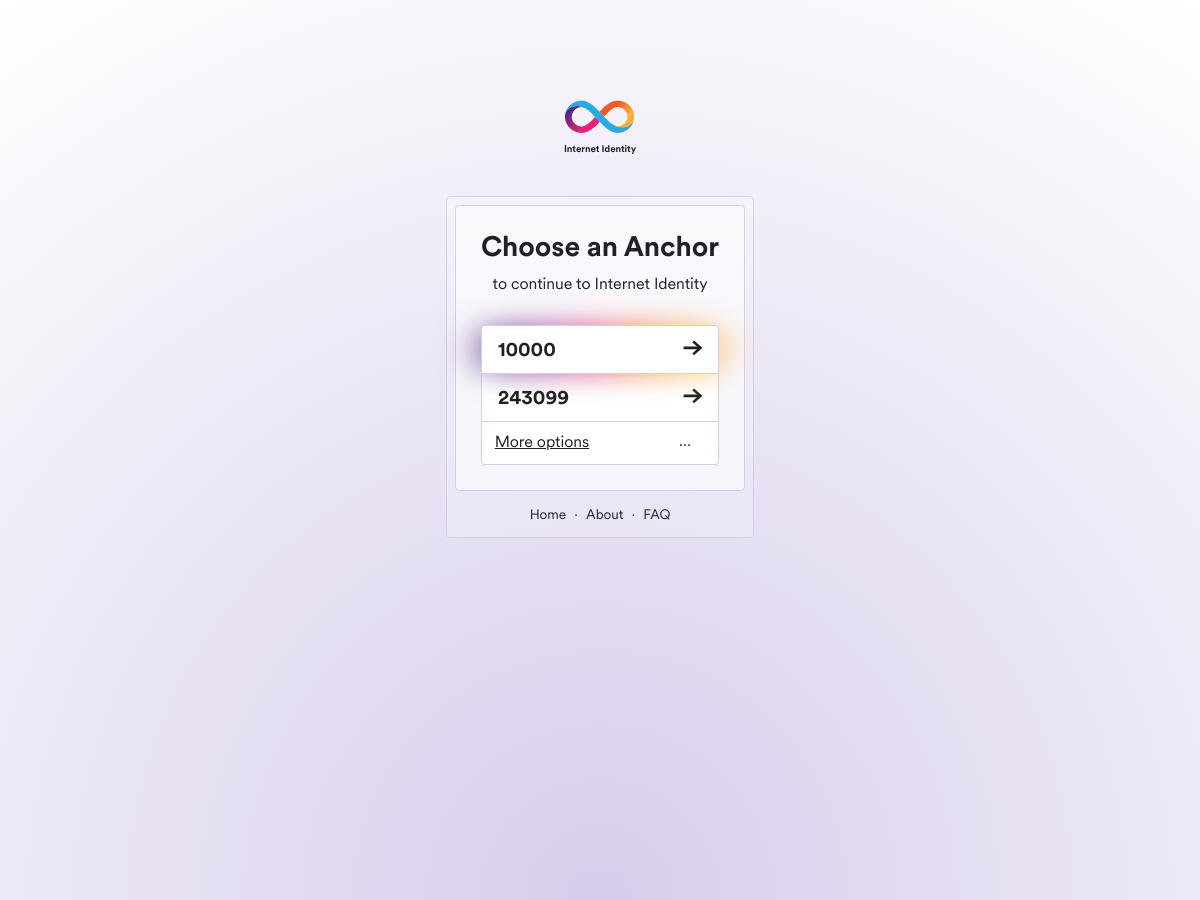 Internet Identity
Choose an Anchor
to continue to Internet Identity
10000
243099
More options ...
Home · About · FAQ